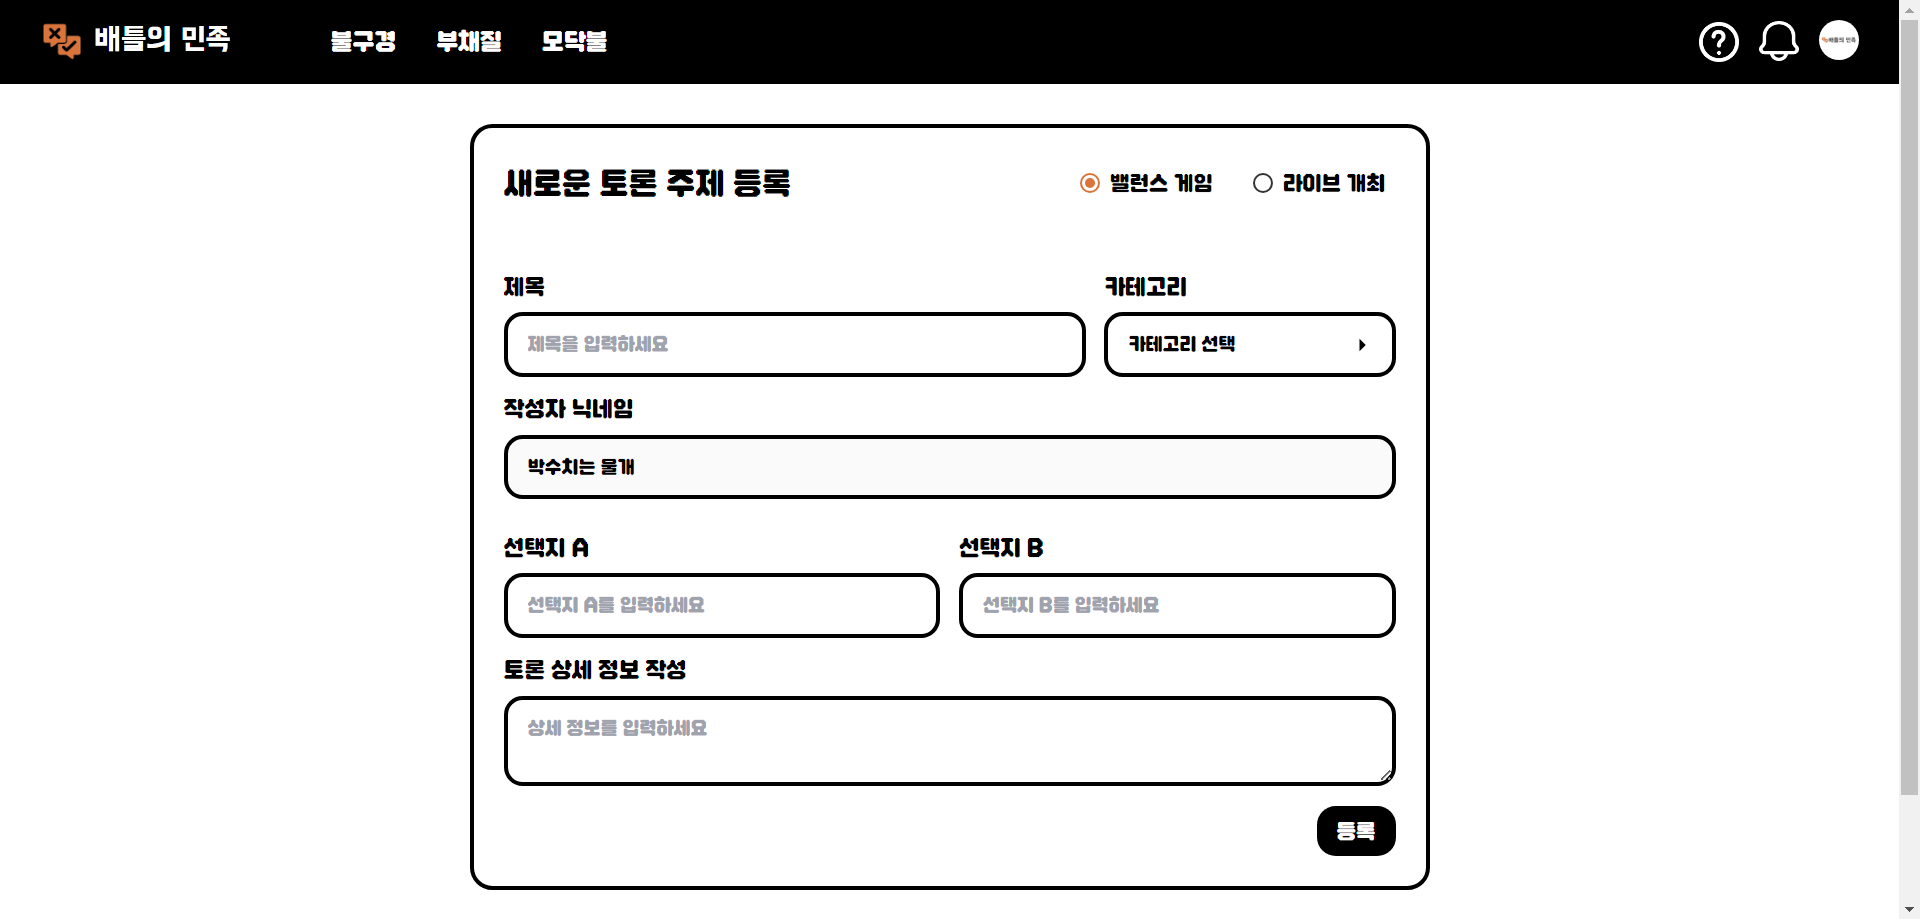 배틀의 민족
불구경 부채질 모닥불
배틀의 민족
새로운 토론 주제 등록
밸런스 게임 라이브 개최
제목 카테고리
제목을 입력하세요 카테고리 선택
작성자 닉네임
박수치는 물개
선택지 A 선택지 B
선택지 A를 입력하세요 선택지 B를 입력하세요
토론 상세 정보 작성
상세 정보를 입력하세요
등록